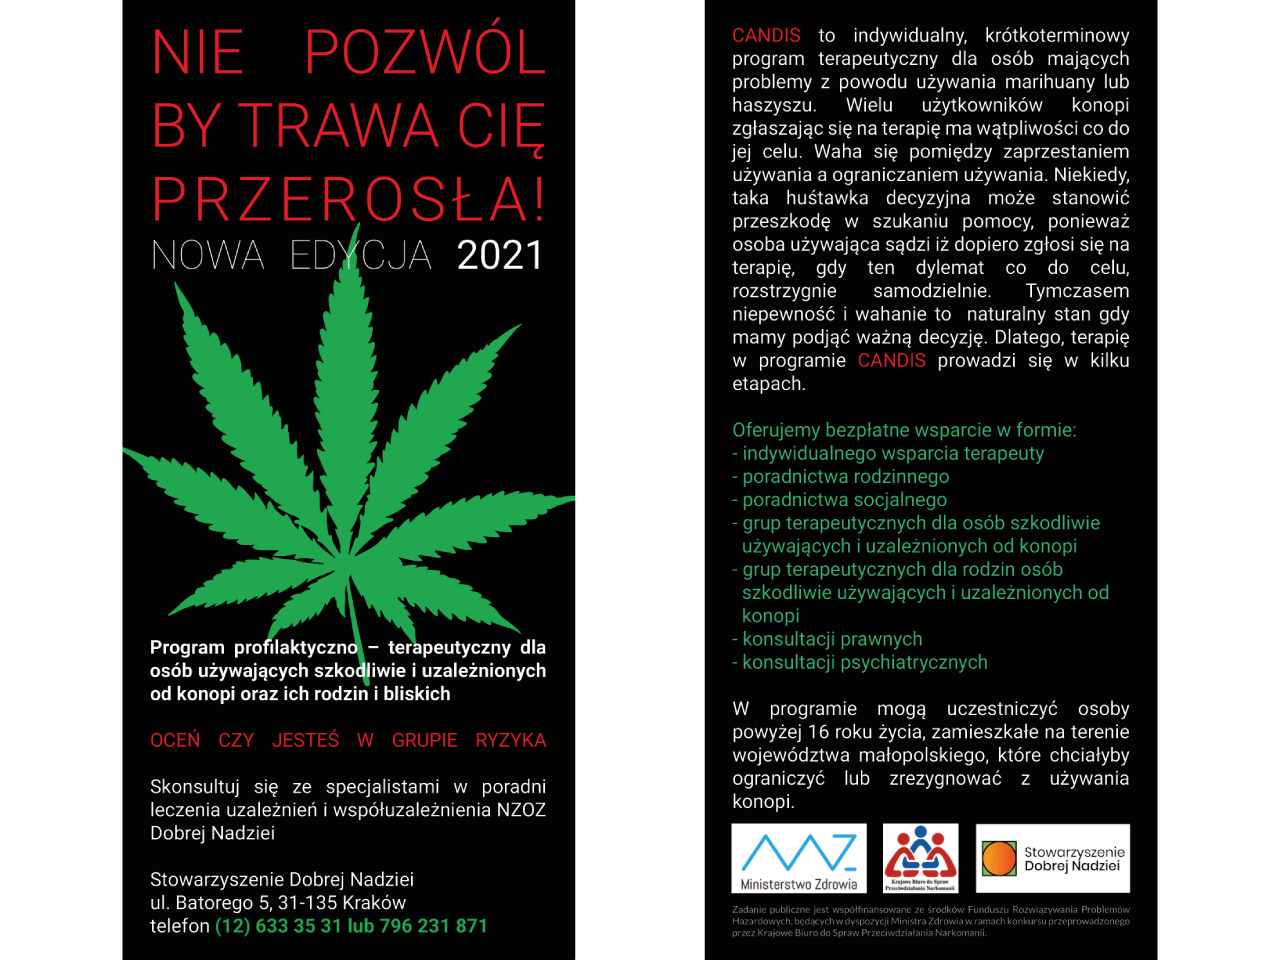 NIE POZWÓL
BY TRAWA CIĘ
PRZEROSŁA!
NOWA EDYCJA 2021
Program profilaktyczno – terapeutyczny dla
osób używających szkodliwie i uzależnionych
od konopi oraz ich rodzin i bliskich
OCEŃ CZY JESTEŚ W GRUPIE RYZYKA
Skonsultuj się ze specjalistami w poradni
leczenia uzależnień i współuzależnienia NZOZ
Dobrej Nadziei
Stowarzyszenie Dobrej Nadziei
ul. Batorego 5, 31-135 Kraków
telefon (12) 633 35 31 lub 796 231 871
CANDIS to indywidualny, krótkoterminowy
program terapeutyczny dla osób mających
problemy z powodu używania marihuany lub
haszyszu. Wielu użytkowników konopi
zgłaszając się na terapię ma wątpliwości co do
jej celu. Waha się pomiędzy zaprzestaniem
używania a ograniczaniem używania. Niekiedy,
taka huśtawka decyzyjna może stanowić
przeszkodę w szukaniu pomocy, ponieważ
osoba używająca sądzi iż dopiero zgłosi się na
terapię, gdy ten dylemat co do celu,
rozstrzygnie samodzielnie. Tymczasem
niepewność i wahanie to naturalny stan gdy
mamy podjąć ważną decyzję. Dlatego, terapię
w programie CANDIS prowadzi się w kilku
etapach.
Oferujemy bezpłatne wsparcie w formie:
- indywidualnego wsparcia terapeuty
- poradnictwa rodzinnego
- poradnictwa socjalnego
- grup terapeutycznych dla osób szkodliwie
używających i uzależnionych od konopi
- grup terapeutycznych dla rodzin osób
szkodliwie używających i uzależnionych od
konopi
- konsultacji prawnych
- konsultacji psychiatrycznych
W programie mogą uczestniczyć osoby
powyżej 16 roku życia, zamieszkałe na terenie
województwa małopolskiego, które chciałyby
ograniczyć lub zrezygnować z używania
konopi.
Ministerstwo Zdrowia
Krajowe Biuro do Spraw
Przeciwdziałania Narkomanii
Stowarzyszenie
Dobrej Nadziei
Zadanie publiczne jest współfinansowane ze środków Funduszu Rozwiązywania Problemów
Hazardowych, będących w dyspozycji Ministra Zdrowia w ramach konkursu przeprowadzonego
przez Krajowe Biuro do Spraw Przeciwdziałania Narkomanii.